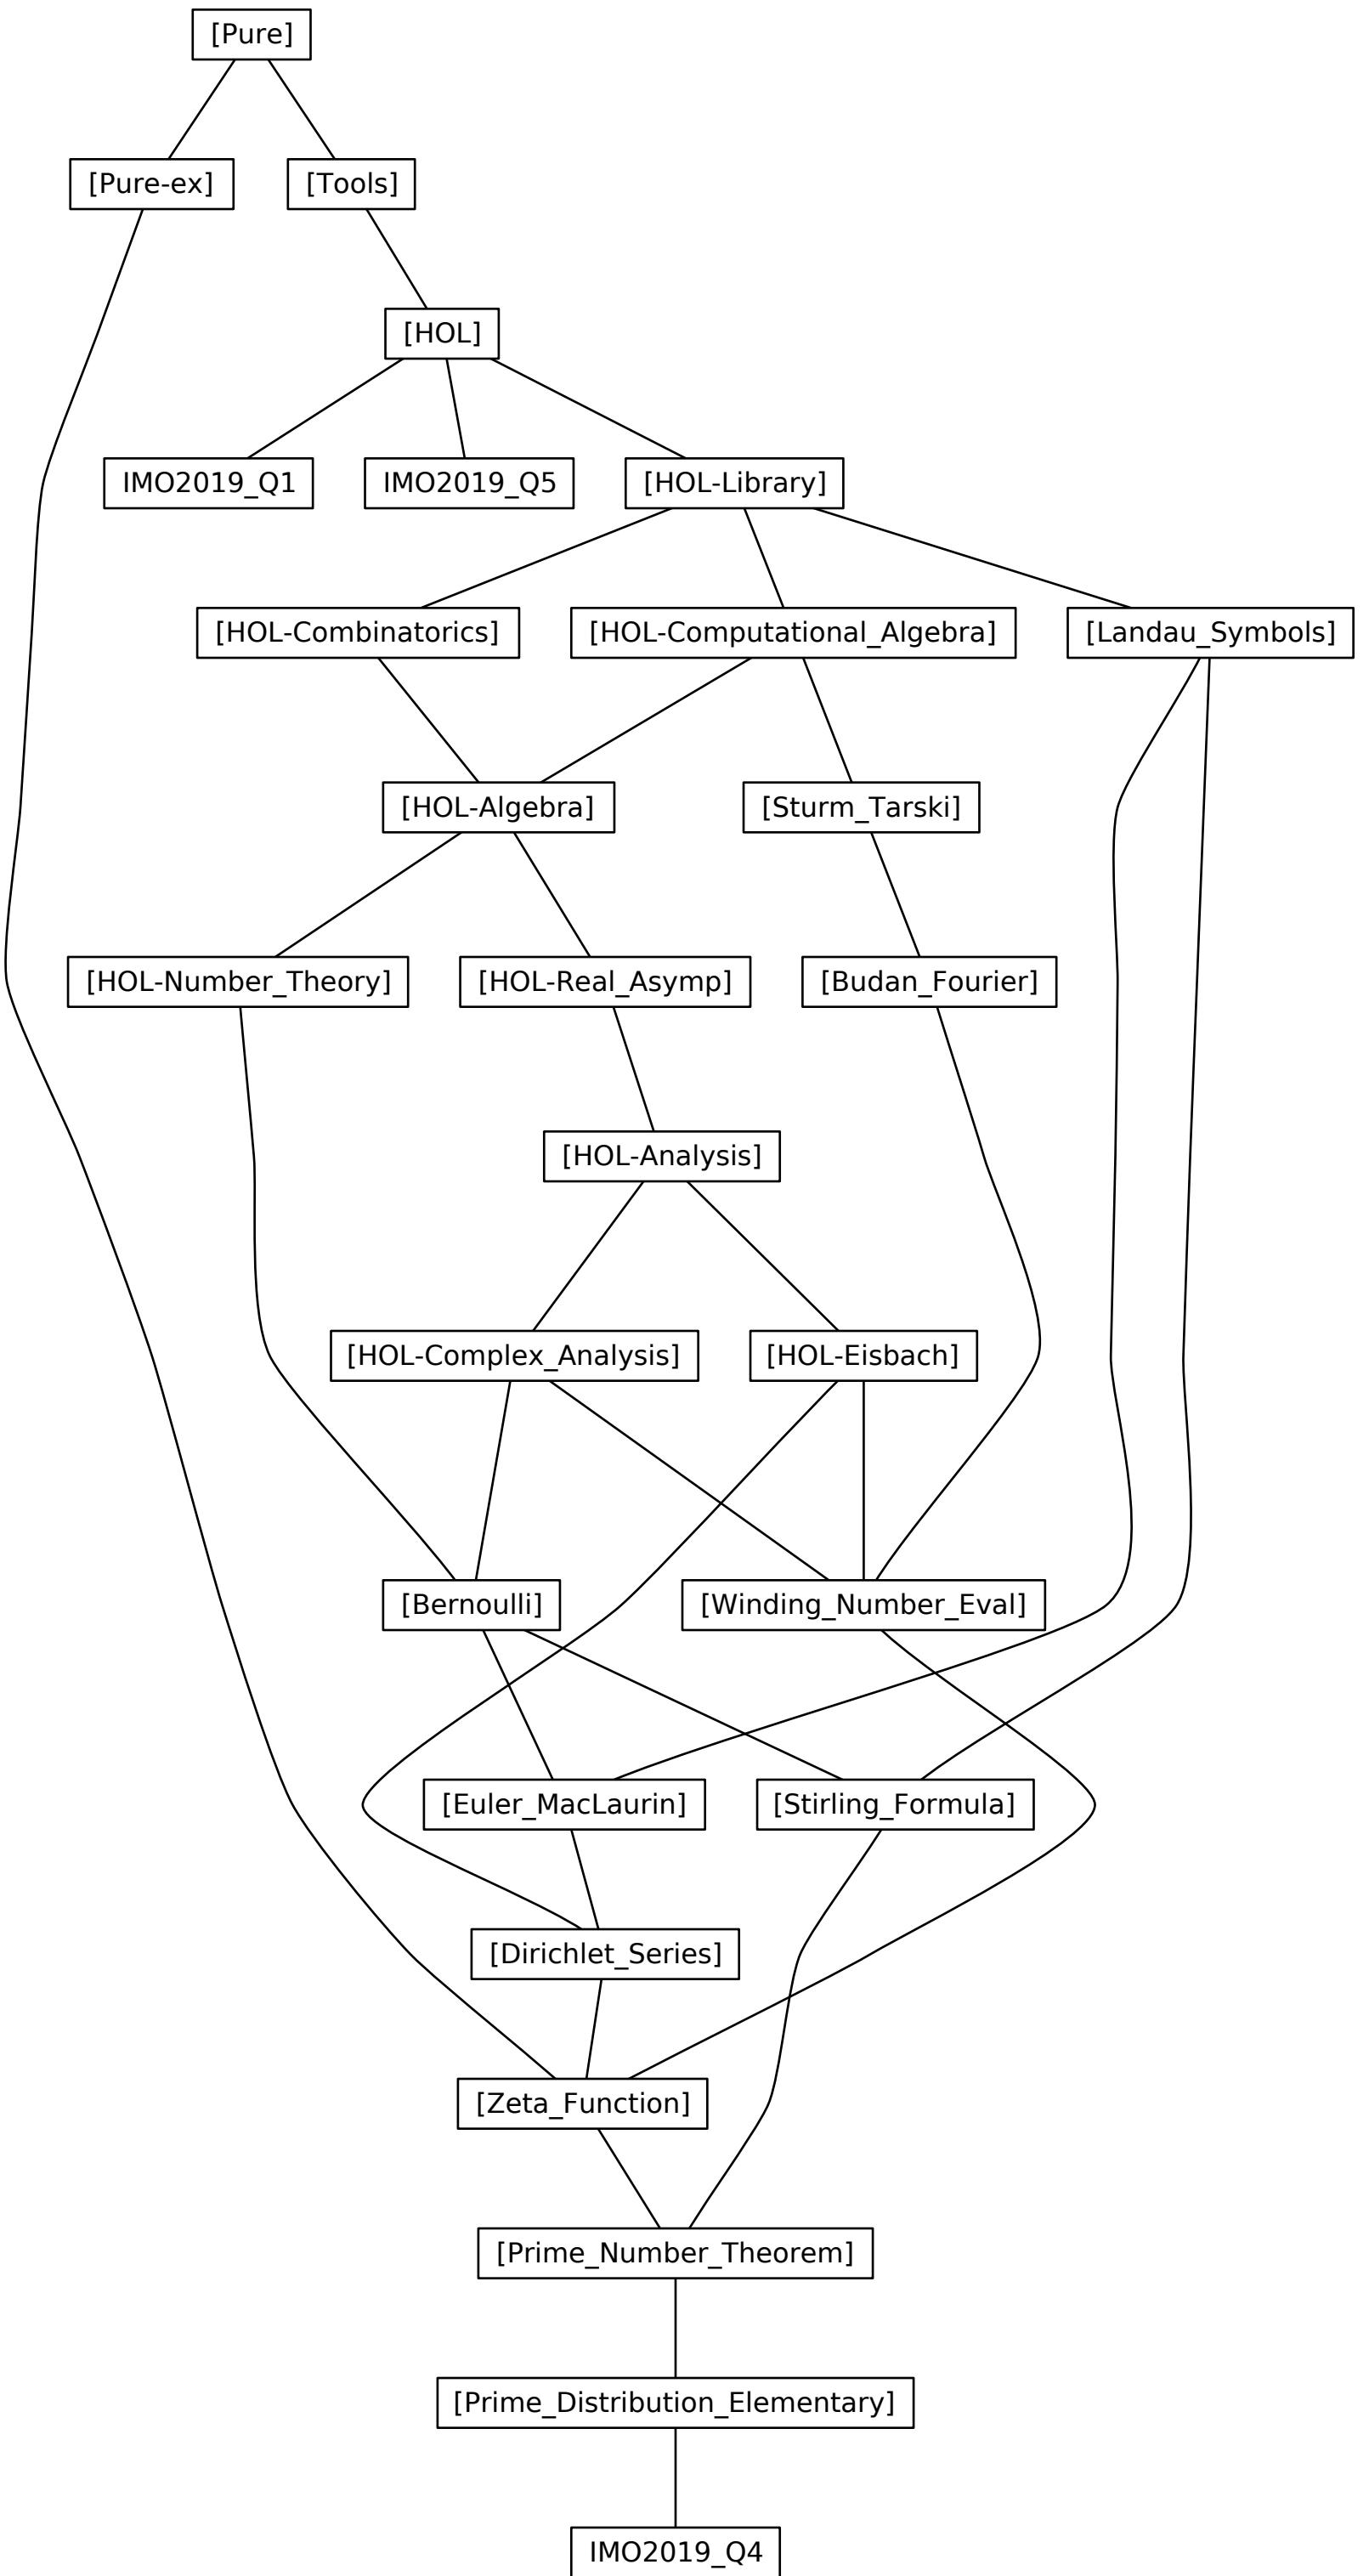 [Pure]
[Pure-ex]
[Tools]
[HOL]
IMO2019_Q1
IMO2019_Q5
[HOL-Library]
[HOL-Combinatorics]
[HOL-Computational_Algebra]
[Landau_Symbols]
[HOL-Algebra]
[Sturm_Tarski]
[HOL-Number_Theory]
[HOL-Real_Asymp]
[Budan_Fourier]
[HOL-Analysis]
[HOL-Complex_Analysis]
[HOL-Eisbach]
[Bernoulli]
[Winding_Number_Eval]
[Euler_MacLaurin]
[Stirling_Formula]
[Dirichlet_Series]
[Zeta_Function]
[Prime_Number_Theorem]
[Prime_Distribution_Elementary]
IMO2019_Q4